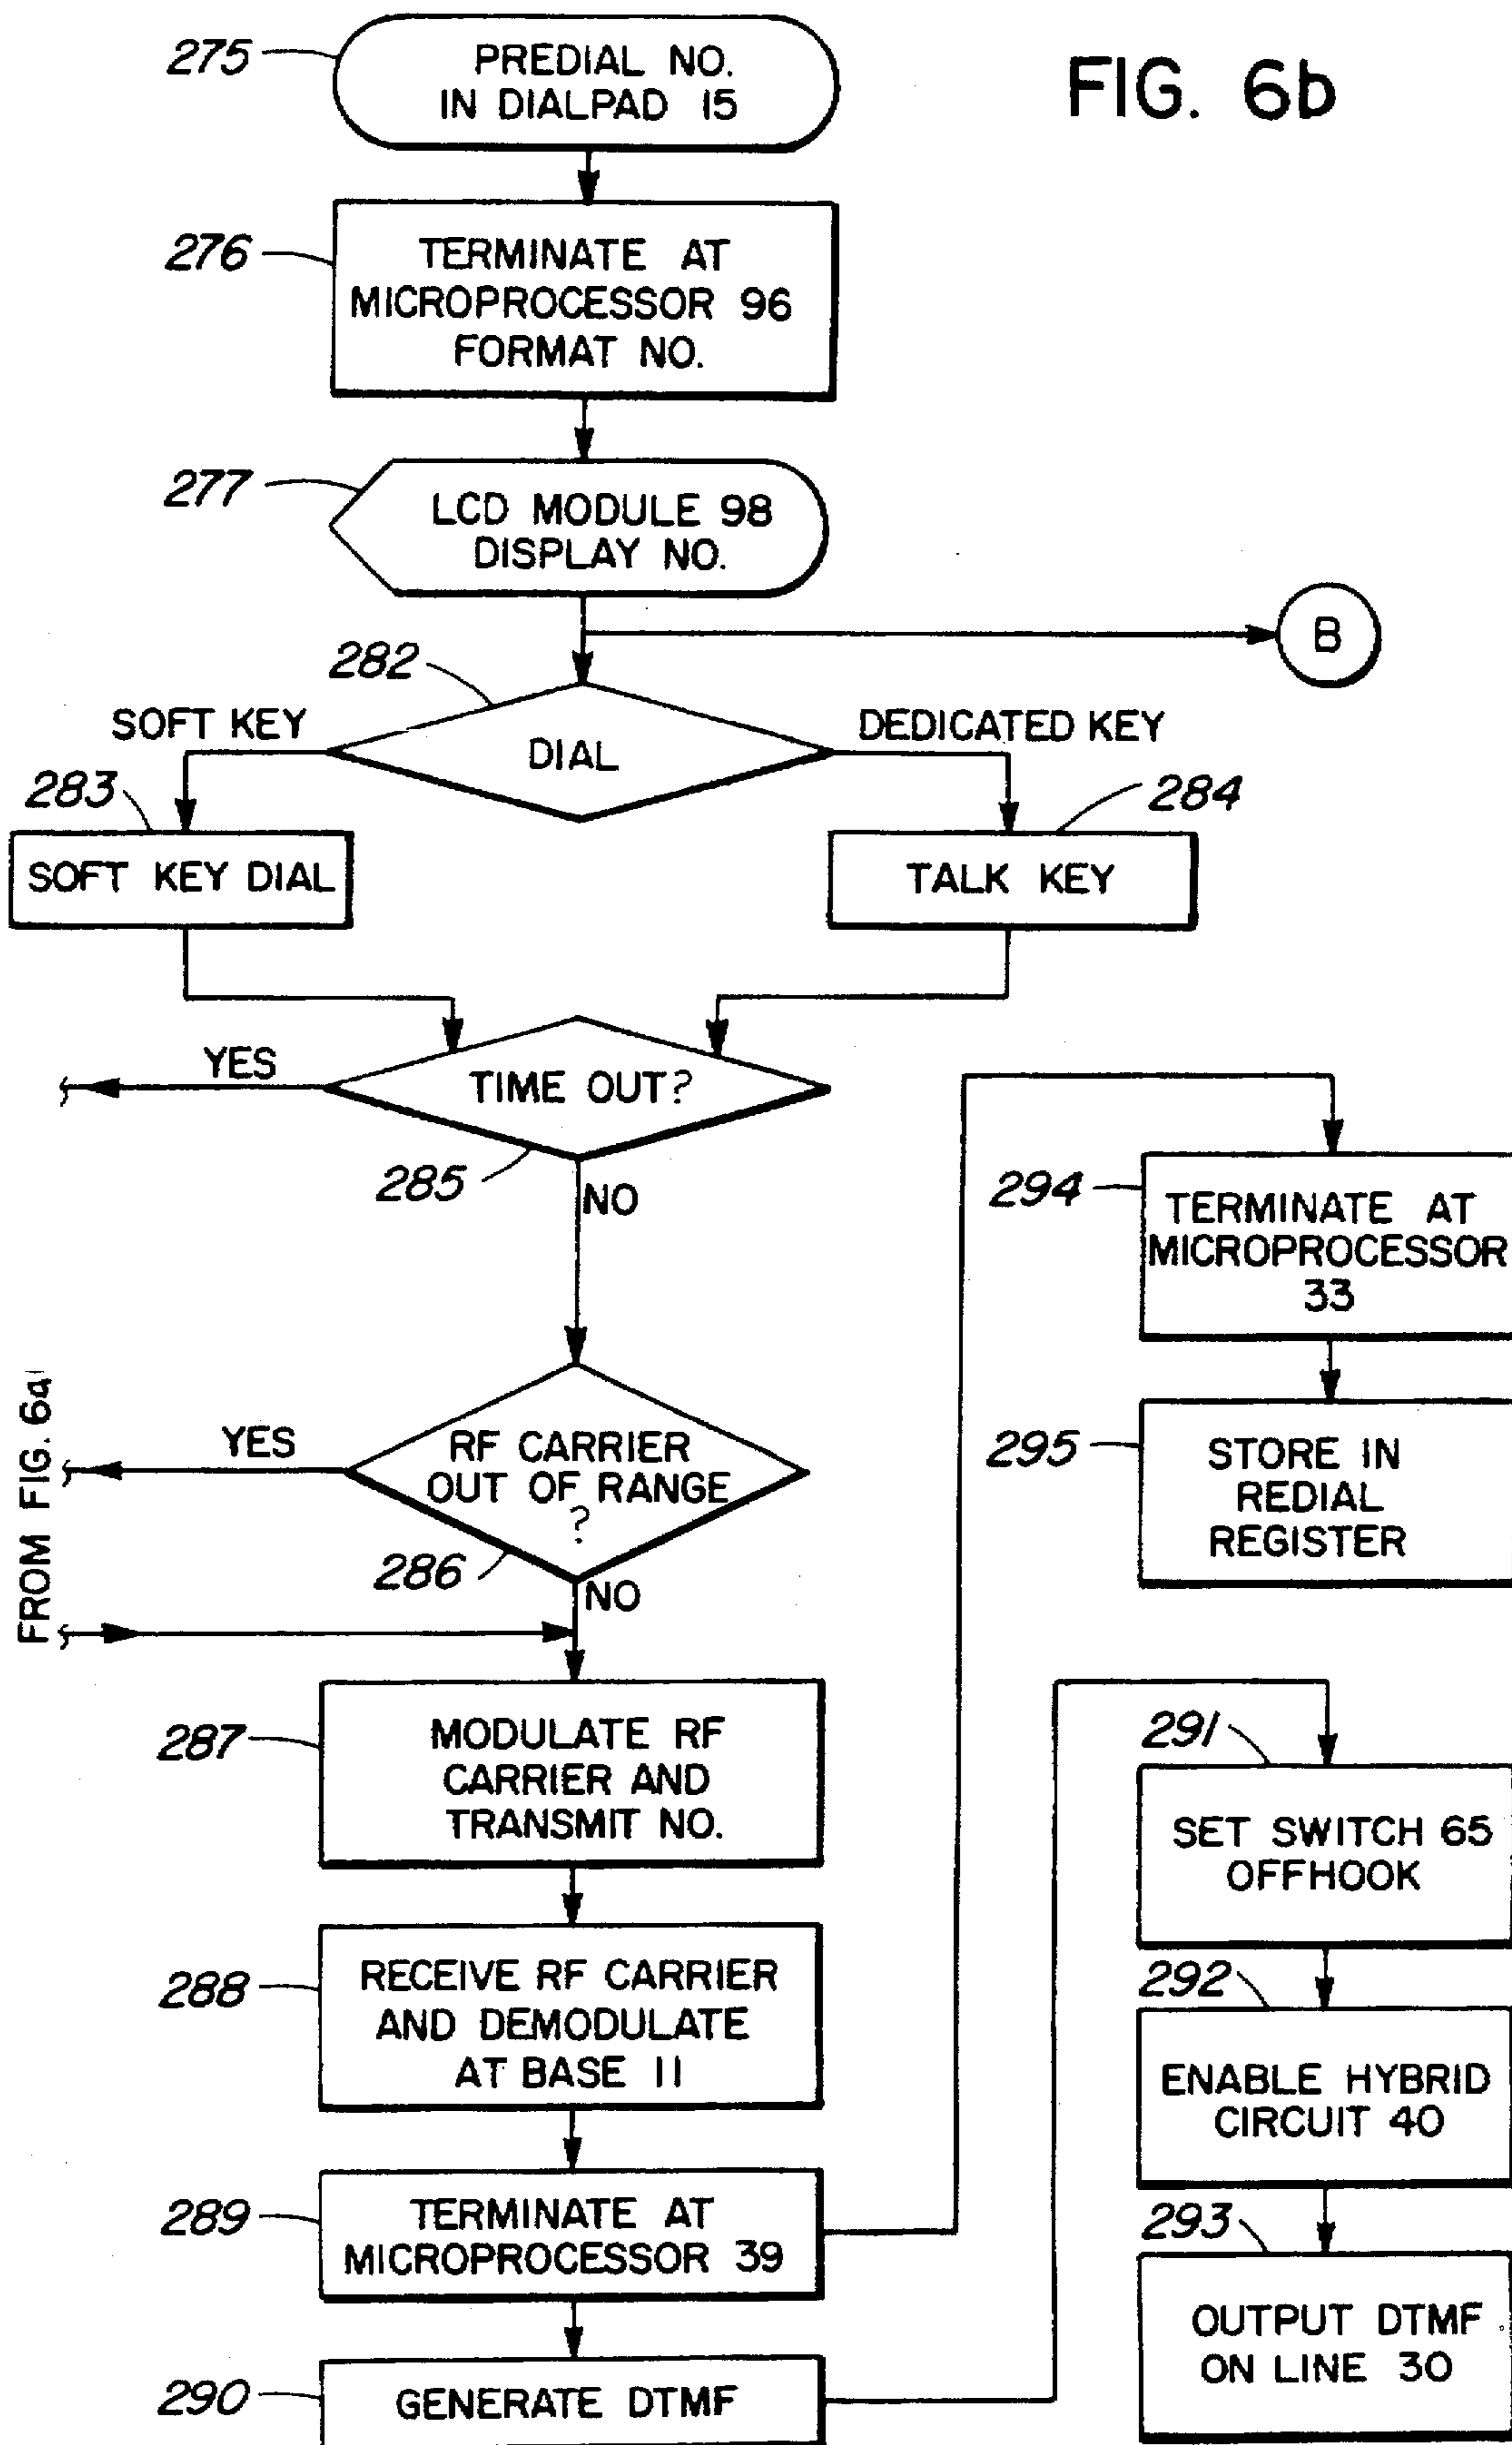 FIG. 6b
275
PREDIAL NO.
IN DIALPAD 15
276
TERMINATE AT
MICROPROCESSOR 96
FORMAT NO.
277
LCD MODULE 98
DISPLAY NO.
B
282
SOFT KEY
DIAL
DEDICATED KEY
283
SOFT KEY DIAL
284
TALK KEY
YES
TIME OUT?
285
NO
FROM FIG. 6a
YES
RF CARRIER
OUT OF RANGE
?
286
NO
287
MODULATE RF
CARRIER AND
TRANSMIT NO.
288
RECEIVE RF CARRIER
AND DEMODULATE
AT BASE 11
289
TERMINATE AT
MICROPROCESSOR 39
290
GENERATE DTMF
294
TERMINATE AT
MICROPROCESSOR
33
295
STORE IN
REDIAL
REGISTER
291
SET SWITCH 65
OFFHOOK
292
ENABLE HYBRID
CIRCUIT 40
293
OUTPUT DTMF
ON LINE 30